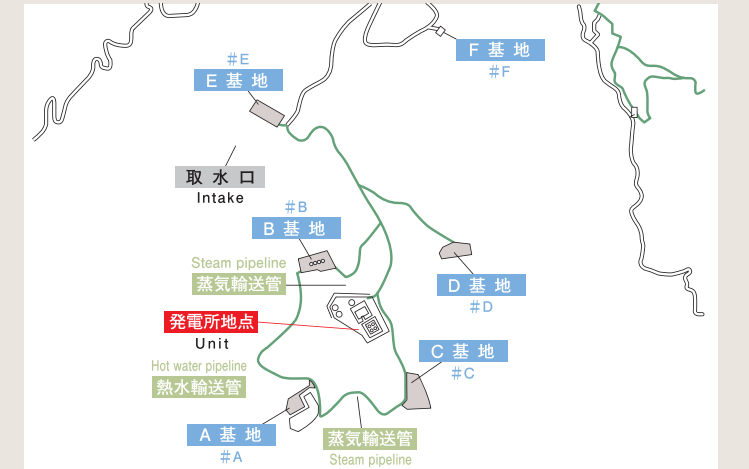 #E
E 基 地
F 基 地
#F
取 水 口
Intake
#B
B 基 地
Steam pipeline
蒸気輸送管
D 基 地
#D
発電所地点
Unit
C 基 地
#C
Hot water pipeline
熱水輸送管
A 基 地
#A
蒸気輸送管
Steam pipeline